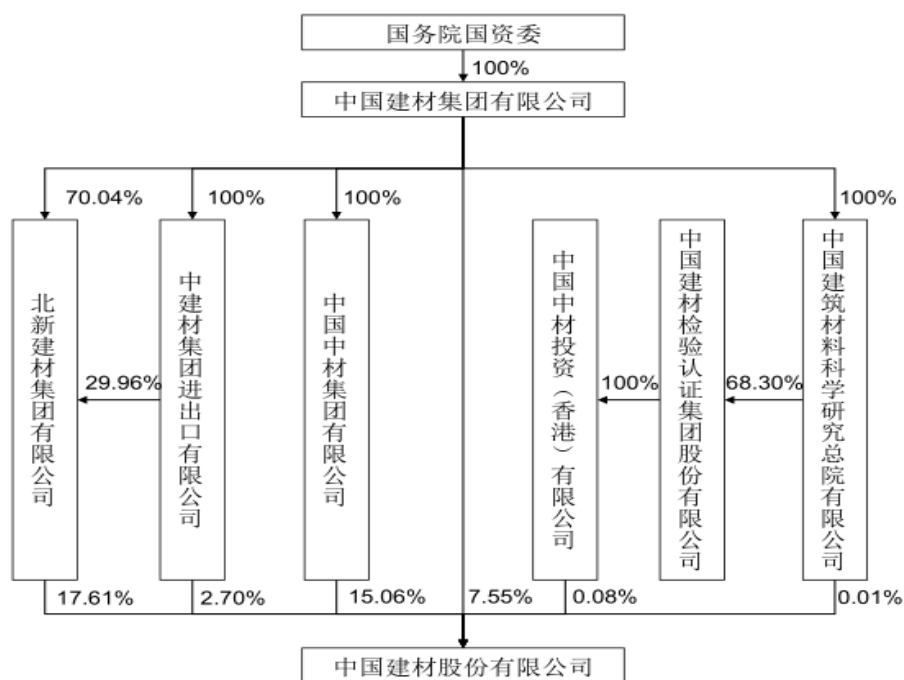 国务院国资委
100%
中国建材集团有限公司
70.04%
100%
100%
100%
北新建材集团有限公司
29.96%
中建材集团进出口有限公司
中国中材集团有限公司
中国中材投资（香港）有限公司
100%
中国建材检验认证集团股份有限公司
68.30%
中国建筑材料科学研究总院有限公司
17.61%
2.70%
15.06%
7.55%
0.08%
0.01%
中国建材股份有限公司